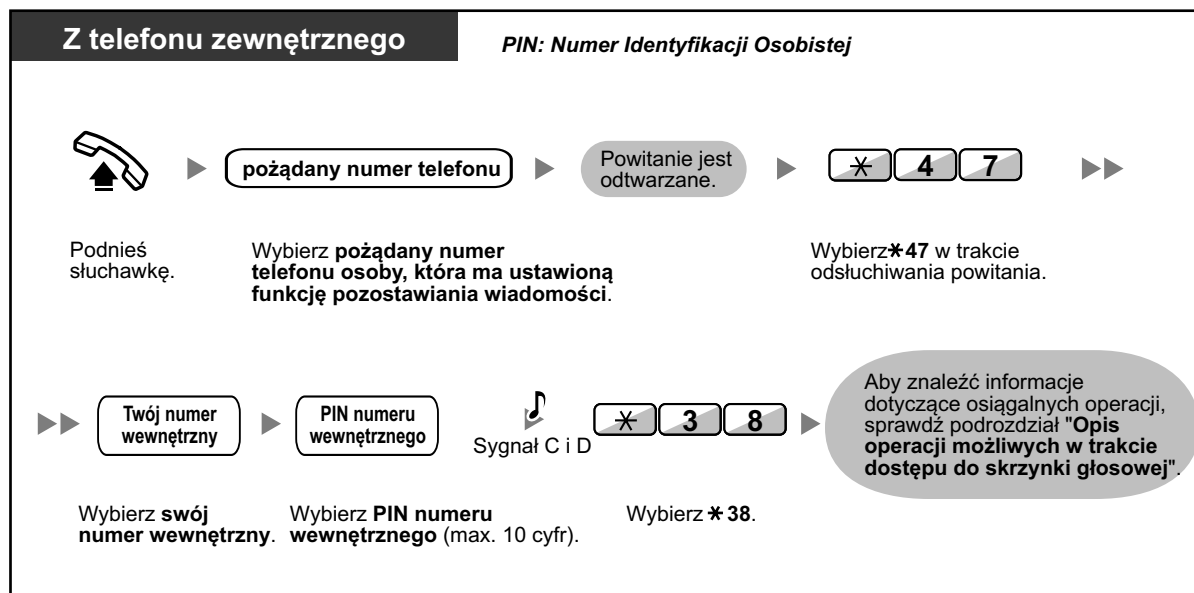 Z telefonu zewnętrznego
PIN: Numer Identyfikacji Osobistej
pożądany numer telefonu
Powitanie jest
odtwarzane.
* 4 7
Podnieś
słuchawkę.
Wybierz pożądany numer
telefonu osoby, która ma ustawioną
funkcję pozostawiania wiadomości.
Wybierz*47 w trakcie
odsłuchiwania powitania.
Twój numer
wewnętrzny
PIN numeru
wewnętrznego
Sygnał C i D
* 3 8
Aby znaleźć informacje
dotyczące osiągalnych operacji,
sprawdź podrozdział "Opis
operacji możliwych w trakcie
dostępu do skrzynki głosowej".
Wybierz swój
numer wewnętrzny.
Wybierz PIN numeru
wewnętrznego (max. 10 cyfr).
Wybierz *38.